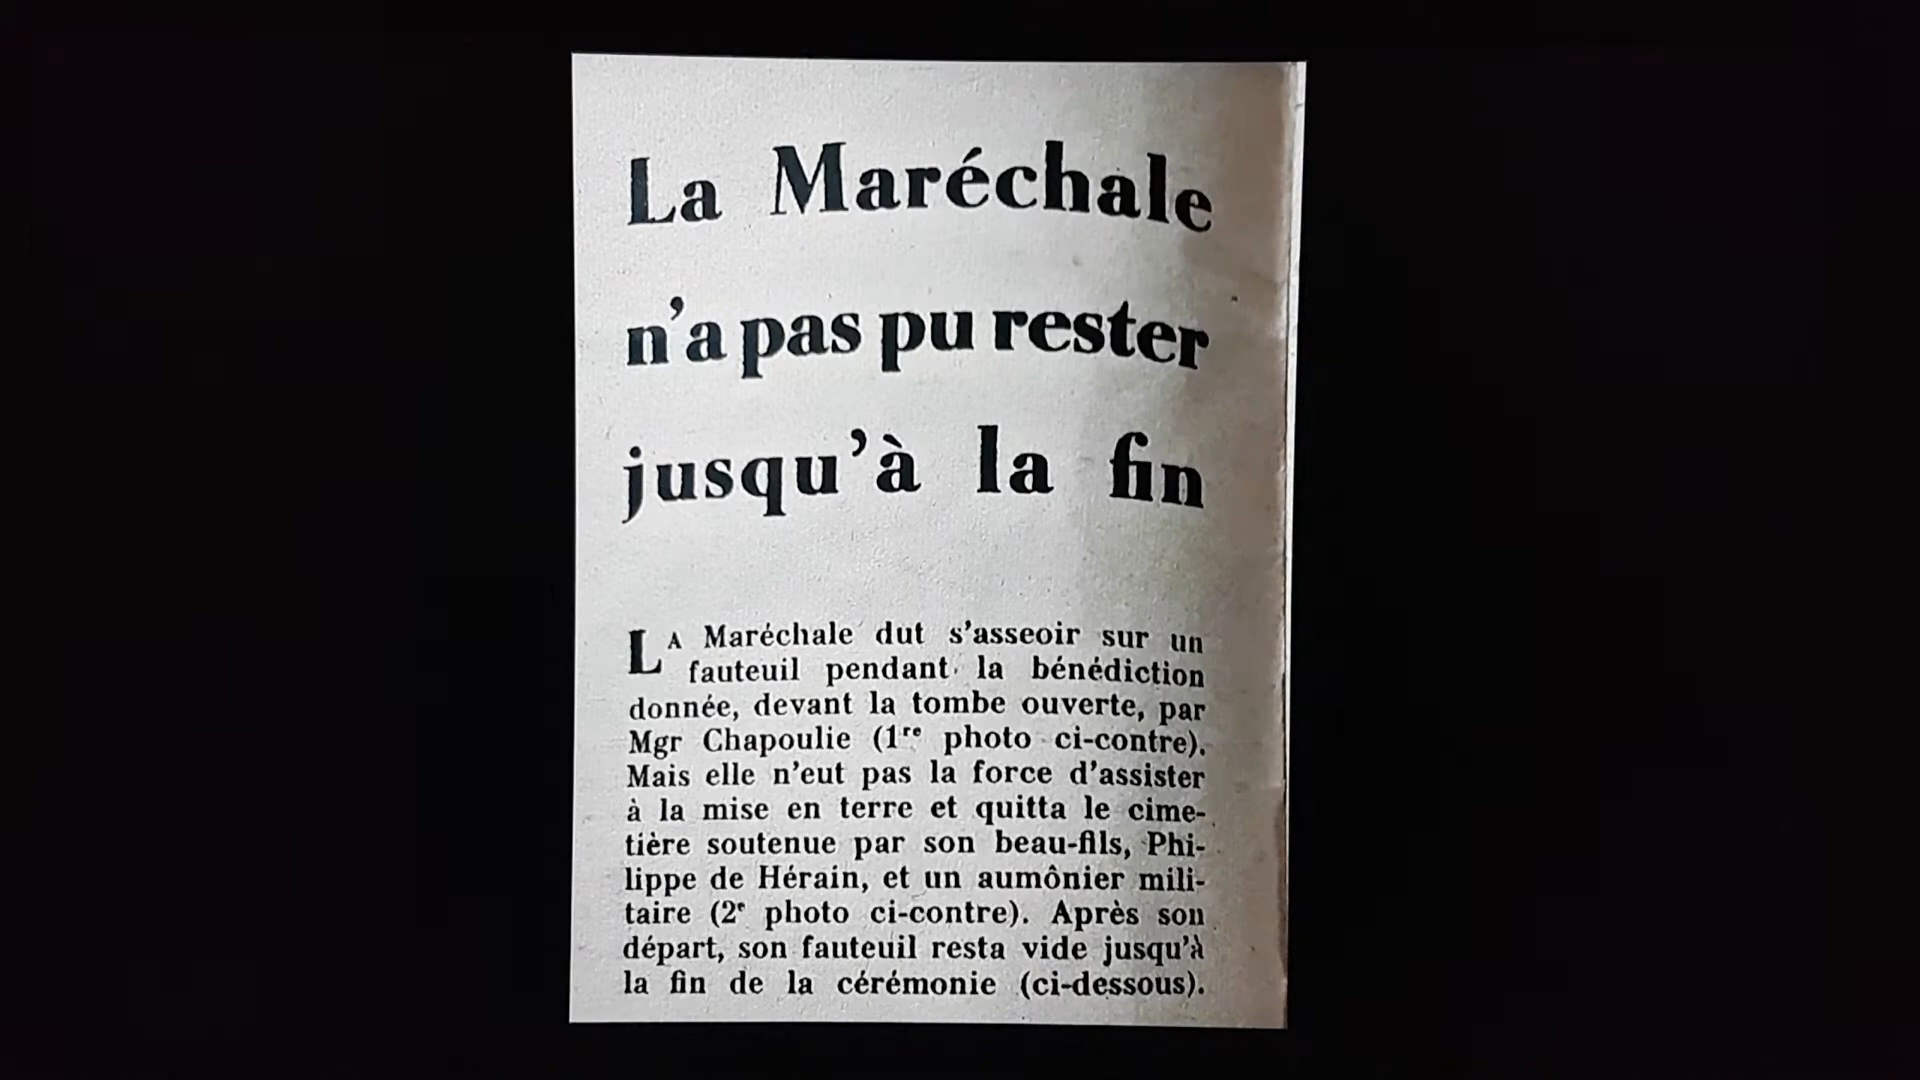 La Maréchale
n'a pas pu rester
jusqu'à la fin
LA Maréchale dut s'asseoir sur un
fauteuil pendant la bénédiction
donnée, devant la tombe ouverte, par
Mgr Chapoulie (1re photo ci-contre).
Mais elle n'eut pas la force d'assister
à la mise en terre et quitta le cime-
tière soutenue par son beau-fils, Phi-
lippe de Hérain, et un aumônier mili-
taire (2e photo ci-contre). Après son
départ, son fauteuil resta vide jusqu'à
la fin de la cérémonie (ci-dessous).